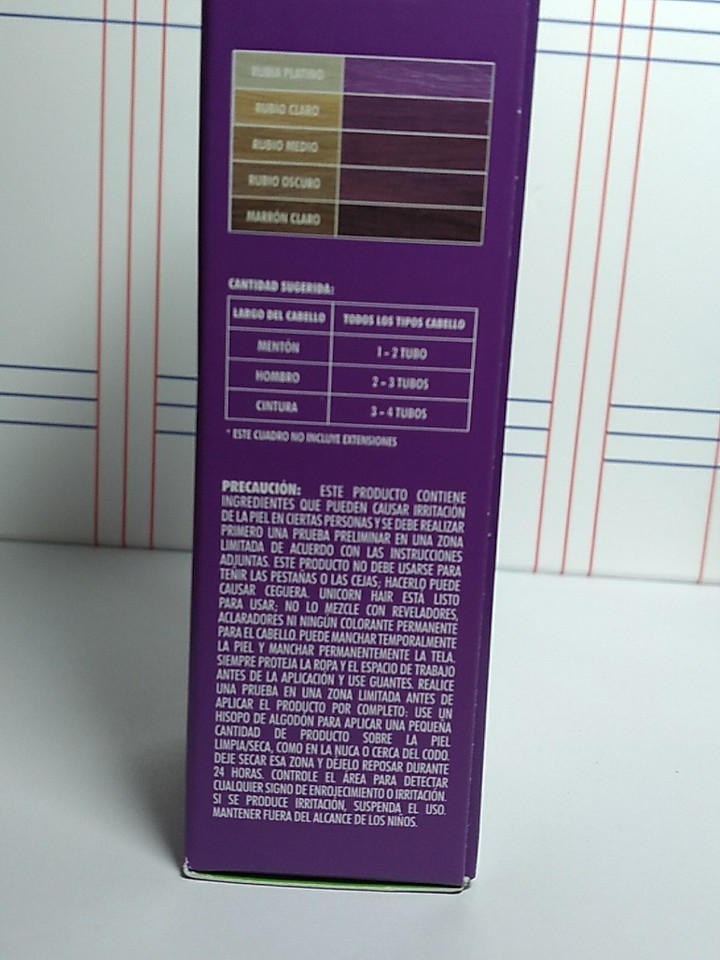 RUBIA PLATINO
RUBIO CLARO
RUBIO MEDIO
RUBIO OSCURO
MARRÓN CLARO
CANTIDAD SUGERIDA:
LARGO DEL CABELLO TODOS LOS TIPOS CABELLO
MENTÓN 1 - 2 TUBO
HOMBRO 2 - 3 TUBOS
CINTURA 3 - 4 TUBOS
* ESTE CUADRO NO INCLUYE EXTENSIONES
PRECAUCIÓN: ESTE PRODUCTO CONTIENE
INGREDIENTES QUE PUEDEN CAUSAR IRRITACIÓN
DE LA PIEL EN CIERTAS PERSONAS Y SE DEBE REALIZAR
PRIMERO UNA PRUEBA PRELIMINAR EN UNA ZONA
LIMITADA DE ACUERDO CON LAS INSTRUCCIONES
ADJUNTAS. ESTE PRODUCTO NO DEBE USARSE PARA
TEÑIR LAS PESTAÑAS O LAS CEJAS; HACERLO PUEDE
CAUSAR CEGUERA. UNICORN HAIR ESTÁ LISTO
PARA USAR; NO LO MEZCLE CON REVELADORES,
ACLARADORES NI NINGÚN COLORANTE PERMANENTE
PARA EL CABELLO. PUEDE MANCHAR TEMPORALMENTE
LA PIEL Y MANCHAR PERMANENTEMENTE LA TELA.
SIEMPRE PROTEJA LA ROPA Y EL ESPACIO DE TRABAJO
ANTES DE LA APLICACIÓN Y USE GUANTES. REALICE
UNA PRUEBA EN UNA ZONA LIMITADA ANTES DE
APLICAR EL PRODUCTO POR COMPLETO: USE UN
HISOPO DE ALGODÓN PARA APLICAR UNA PEQUEÑA
CANTIDAD DE PRODUCTO SOBRE LA PIEL
LIMPIA/SECA, COMO EN LA NUCA O CERCA DEL CODO.
DEJE SECAR ESA ZONA Y DÉJELO REPOSAR DURANTE
24 HORAS. CONTROLE EL ÁREA PARA DETECTAR
CUALQUIER SIGNO DE ENROJECIMIENTO O IRRITACIÓN.
SI SE PRODUCE IRRITACIÓN, SUSPENDA EL USO.
MANTENER FUERA DEL ALCANCE DE LOS NIÑOS.